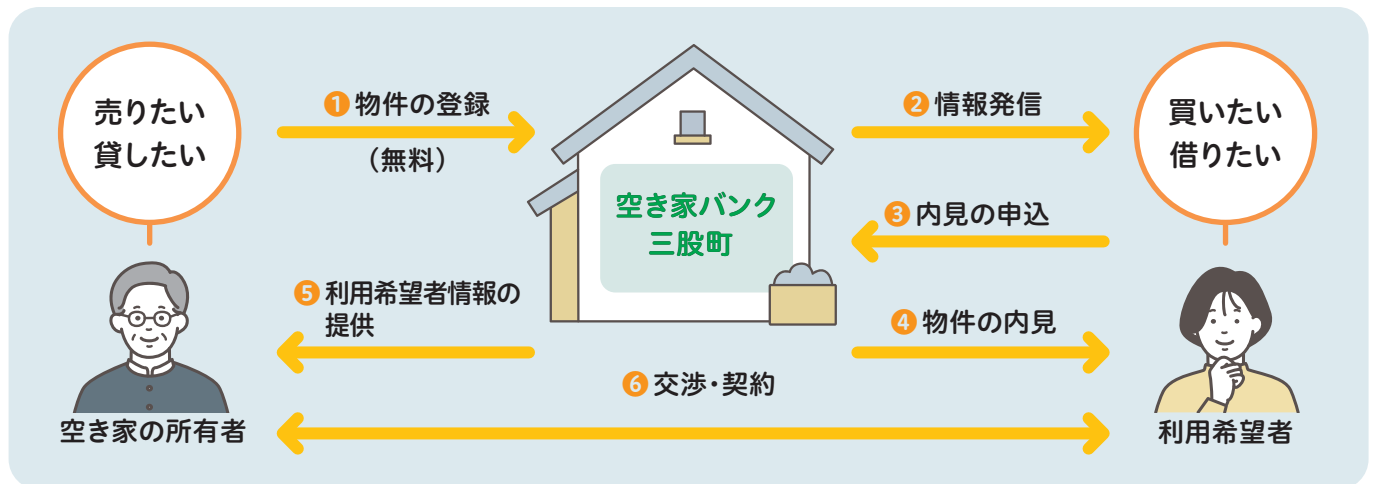 売りたい
貸したい
❶物件の登録
（無料）
空き家バンク
三股町
❷情報発信
買いたい
借りたい
❸内見の申込
❹物件の内見
❺利用希望者情報の
提供
❻交渉・契約
空き家の所有者
利用希望者